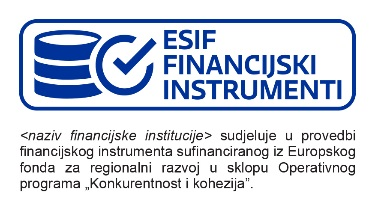 ESIF
FINANCIJSKI
INSTRUMENTI
<naziv financijske institucije> sudjeluje u provedbi
financijskog instrumenta sufinanciranog iz Europskog
fonda za regionalni razvoj u sklopu Operativnog
programa „Konkurentnost i kohezija”.